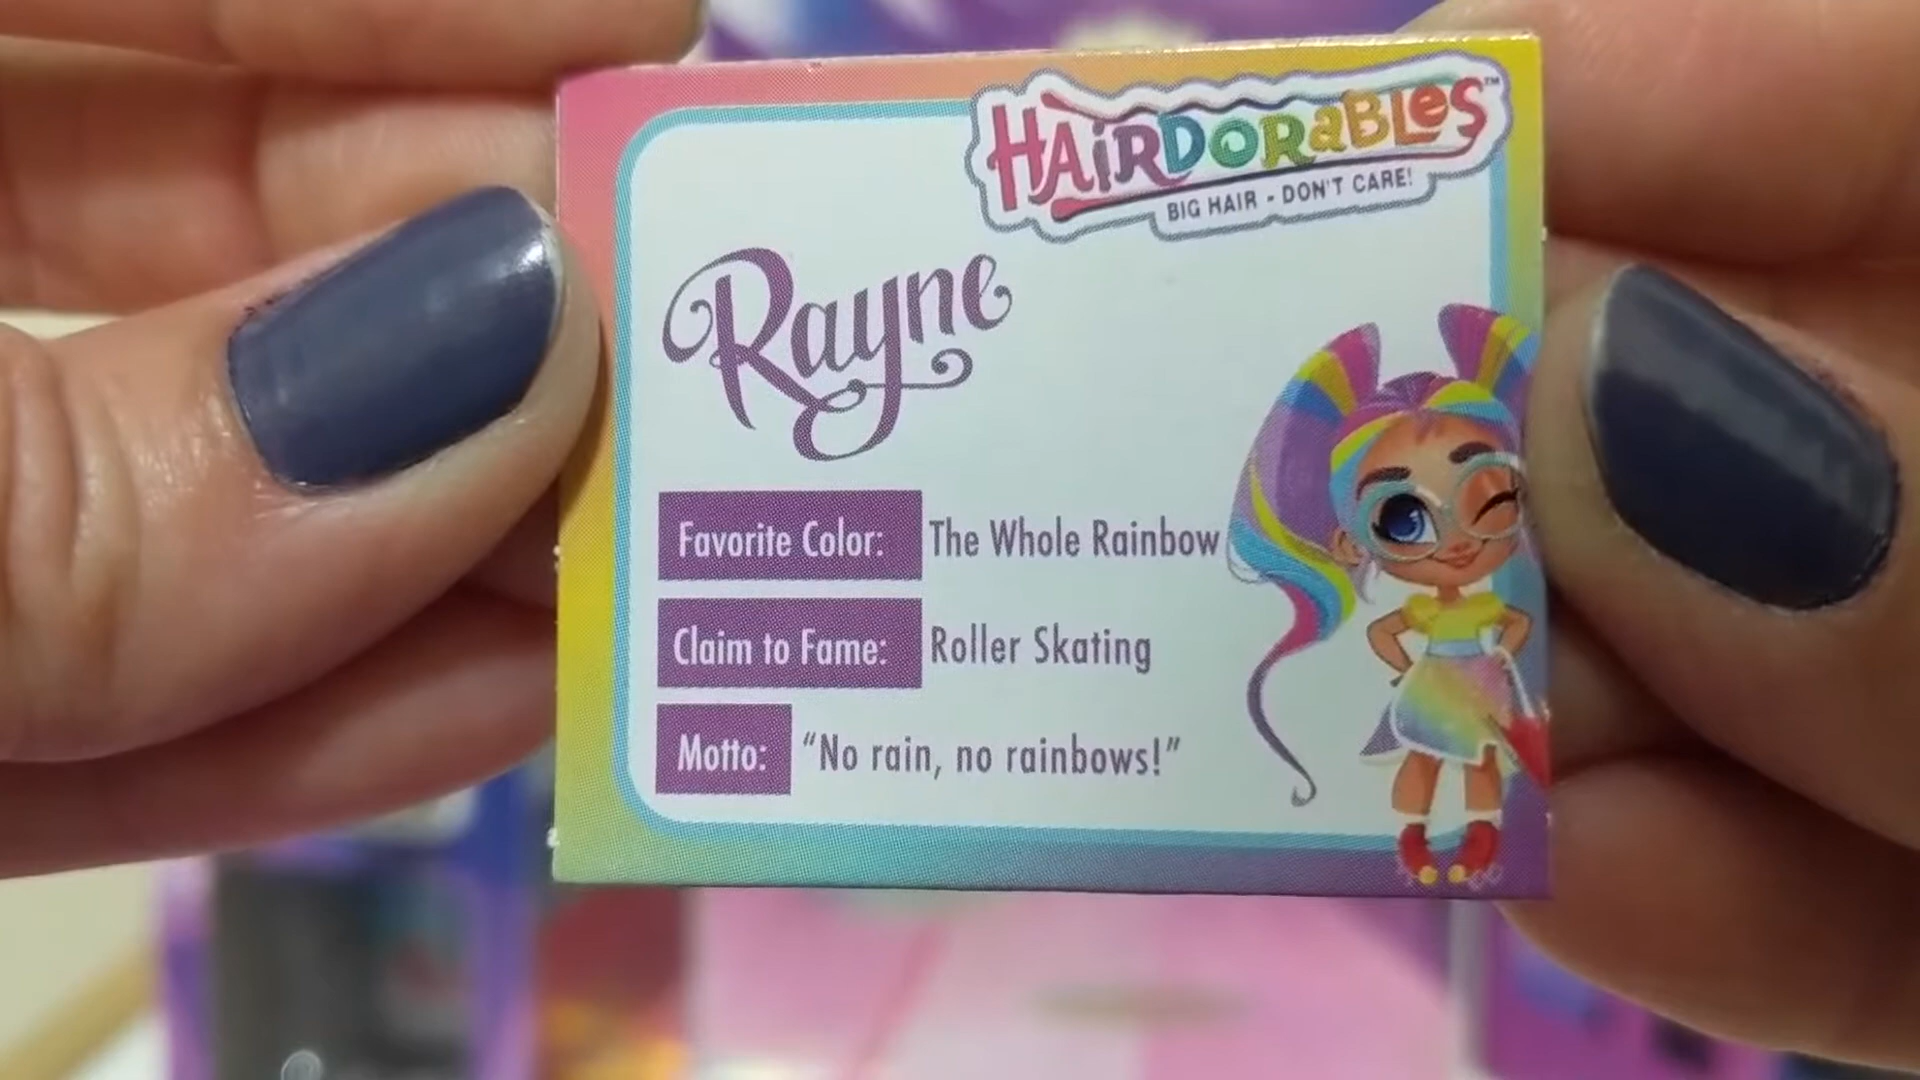 HAiRDORaBLeS™
BIG HAIR - DON'T CARE!
Rayne
Favorite Color: The Whole Rainbow
Claim to Fame: Roller Skating
Motto: “No rain, no rainbows!”